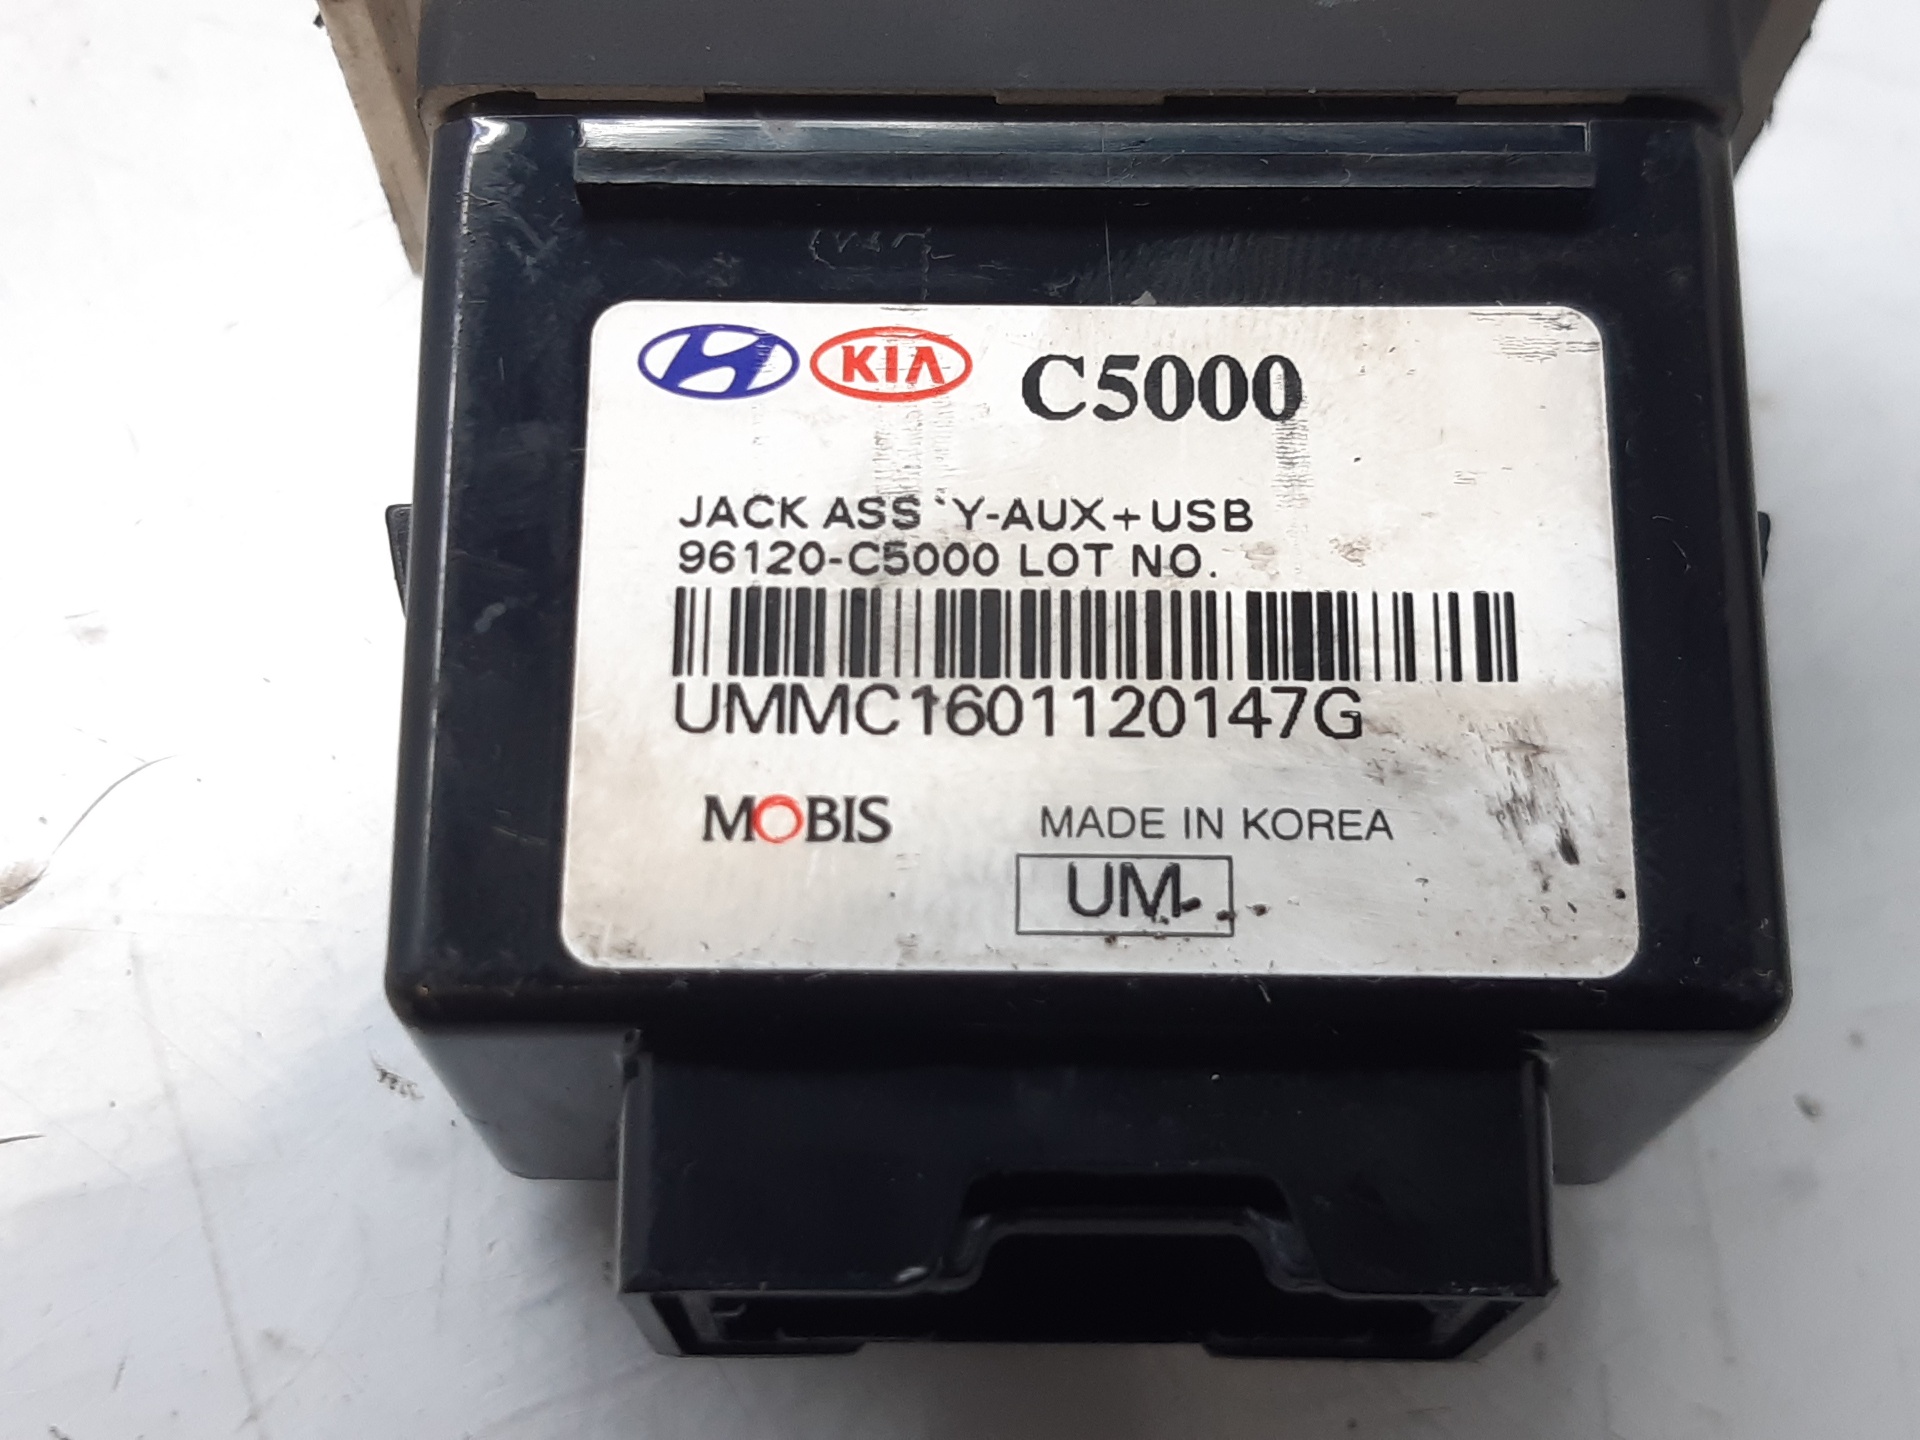 KIA C5000
JACK ASS'Y-AUX+USB
96120-C5000 LOT NO.
UMMC1601120147G
MOBIS MADE IN KOREA
UM